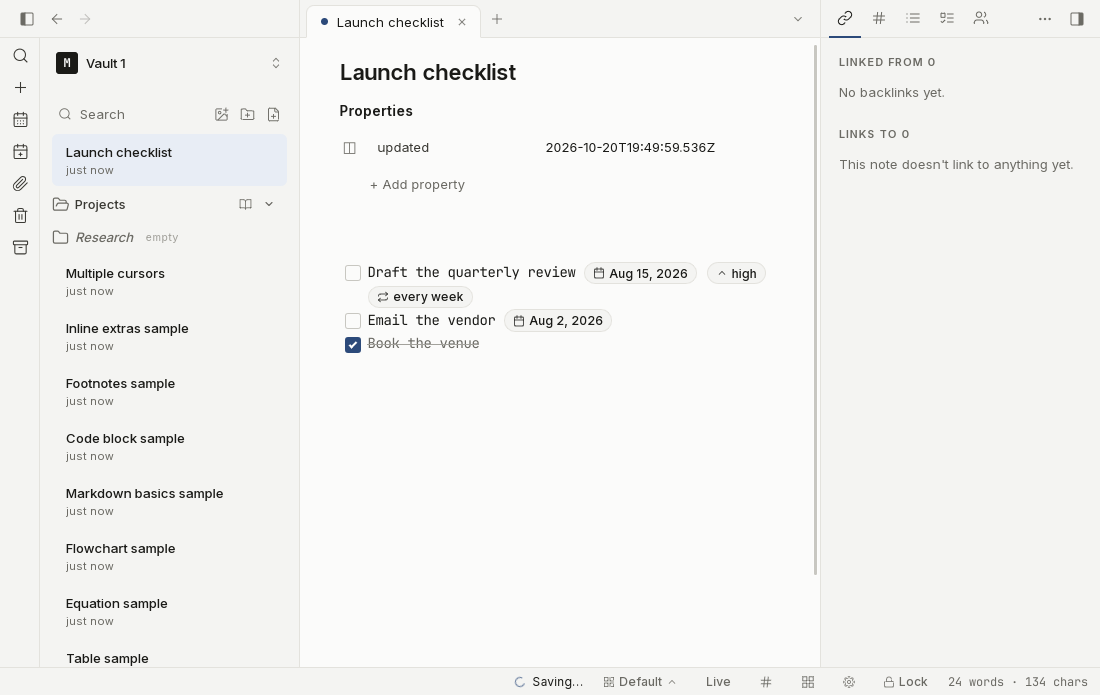 Launch checklist
M Vault 1
Search
Launch checklist
just now
Projects
Research empty
Multiple cursors
just now
Inline extras sample
just now
Footnotes sample
just now
Code block sample
just now
Markdown basics sample
just now
Flowchart sample
just now
Equation sample
just now
Table sample
Launch checklist
Properties
updated 2026-10-20T19:49:59.536Z
+ Add property
Draft the quarterly review Aug 15, 2026 high
every week
Email the vendor Aug 2, 2026
Book the venue
LINKED FROM 0
No backlinks yet.
LINKS TO 0
This note doesn't link to anything yet.
Saving... Default Live Lock 24 words · 134 chars